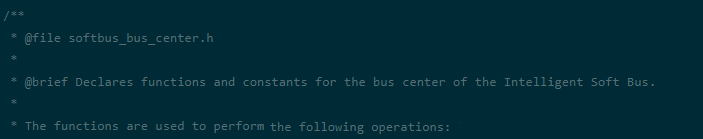 /**
* @file softbus_bus_center.h
*
* @brief Declares functions and constants for the bus center of the Intelligent Soft Bus.
*
* The functions are used to perform the following operations: